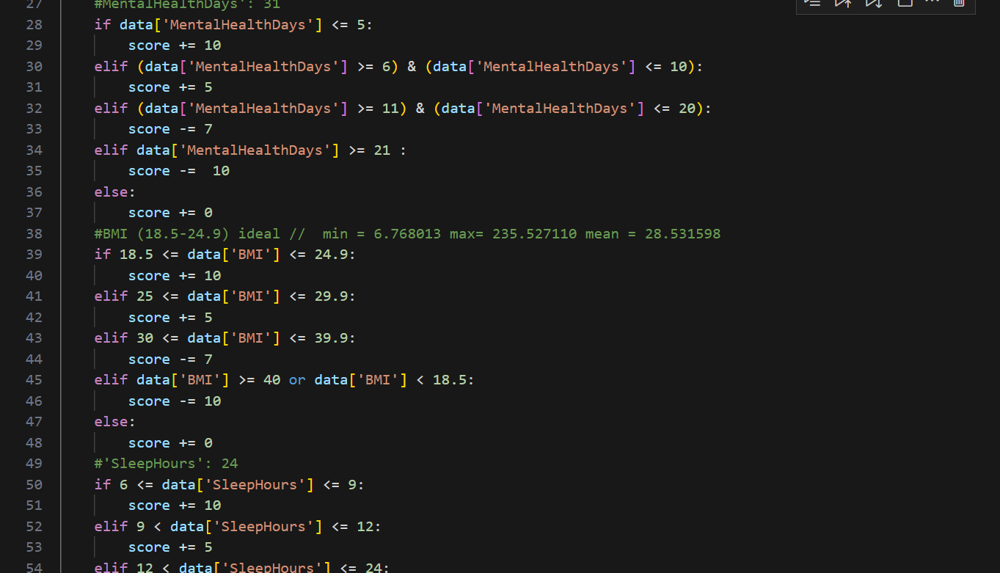 27 #MentalHealthDays': 31
28 if data['MentalHealthDays'] <= 5:
29 score += 10
30 elif (data['MentalHealthDays'] >= 6) & (data['MentalHealthDays'] <= 10):
31 score += 5
32 elif (data['MentalHealthDays'] >= 11) & (data['MentalHealthDays'] <= 20):
33 score -= 7
34 elif data['MentalHealthDays'] >= 21 :
35 score -=  10
36 else:
37 score += 0
38 #BMI (18.5-24.9) ideal //  min = 6.768013 max= 235.527110 mean = 28.531598
39 if 18.5 <= data['BMI'] <= 24.9:
40 score += 10
41 elif 25 <= data['BMI'] <= 29.9:
42 score += 5
43 elif 30 <= data['BMI'] <= 39.9:
44 score -= 7
45 elif data['BMI'] >= 40 or data['BMI'] < 18.5:
46 score -= 10
47 else:
48 score += 0
49 #'SleepHours': 24
50 if 6 <= data['SleepHours'] <= 9:
51 score += 10
52 elif 9 < data['SleepHours'] <= 12:
53 score += 5
54 elif 12 < data['SleepHours'] <= 24: